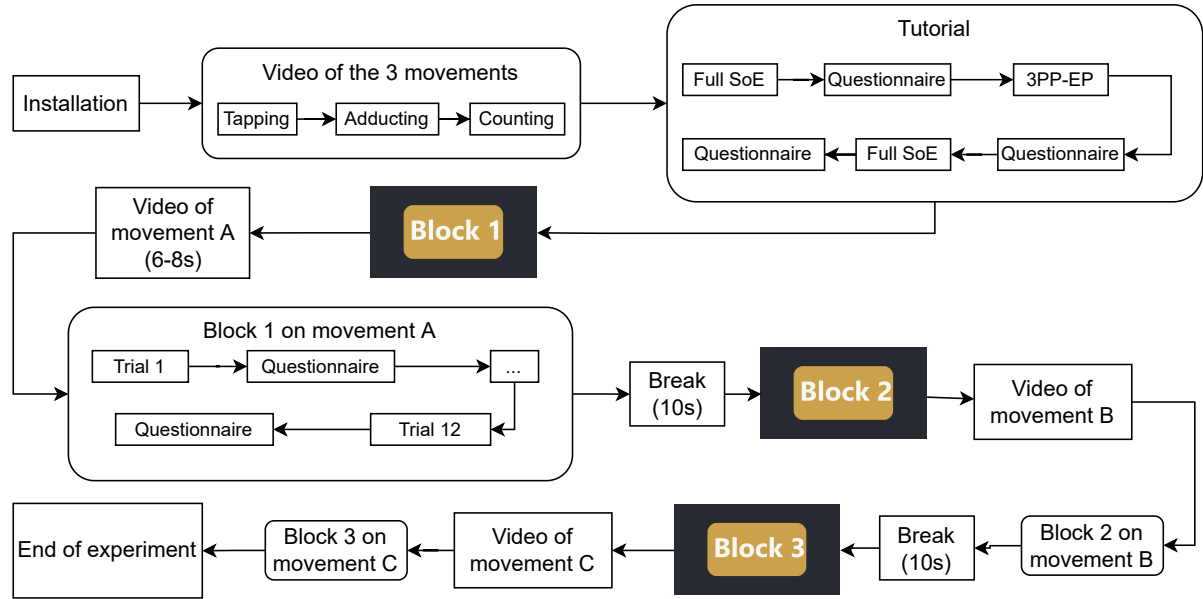 Installation
Video of the 3 movements
Tapping
Adducting
Counting
Tutorial
Full SoE
Questionnaire
3PP-EP
Questionnaire
Full SoE
Questionnaire
Block 1
Video of
movement A
(6-8s)
Block 1 on movement A
Trial 1
Questionnaire
...
Trial 12
Questionnaire
Break
(10s)
Block 2
Video of
movement B
Block 2 on
movement B
Break
(10s)
Block 3
Video of
movement C
Block 3 on
movement C
End of experiment